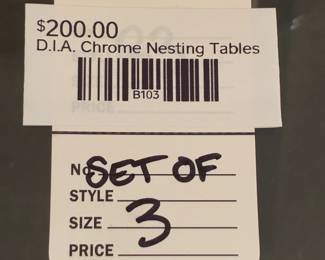 $200.00
D.I.A. Chrome Nesting Tables
B103
PRICE
No. SET OF
STYLE
SIZE 3
PRICE